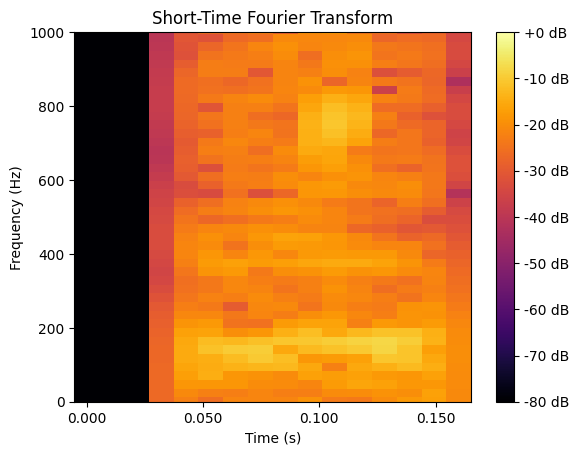 Short-Time Fourier Transform
Frequency (Hz)
1000
800
600
400
200
0
0.000
0.050
0.100
0.150
Time (s)
+0 dB
-10 dB
-20 dB
-30 dB
-40 dB
-50 dB
-60 dB
-70 dB
-80 dB